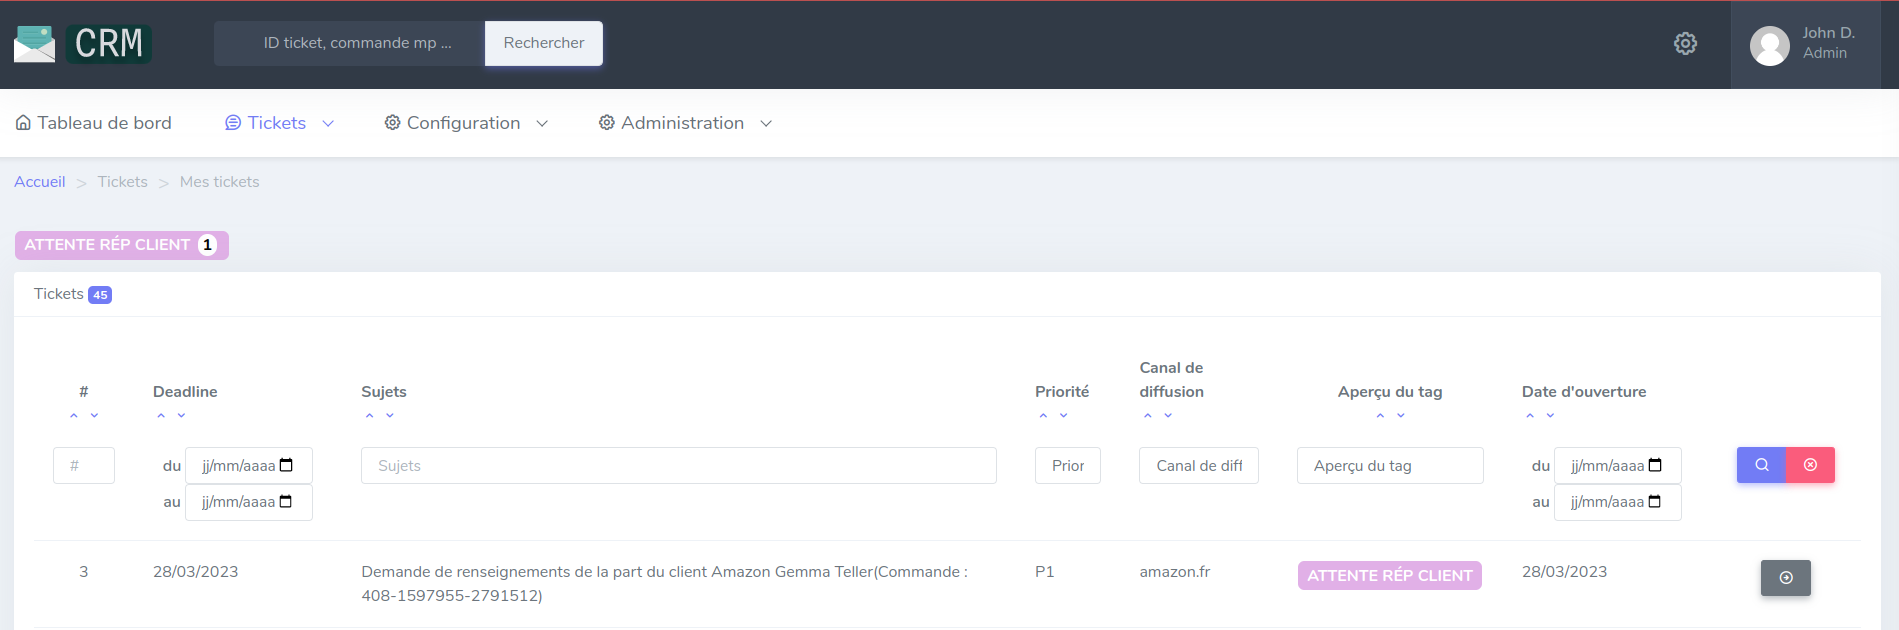 CRM
ID ticket, commande mp ...
Rechercher
John D.
Admin
Tableau de bord
Tickets
Configuration
Administration
Accueil > Tickets > Mes tickets
ATTENTE RÉP CLIENT 1
Tickets 45
#
Deadline
Sujets
Priorité
Canal de
diffusion
Aperçu du tag
Date d'ouverture
#
du jj/mm/aaaa
au jj/mm/aaaa
Sujets
Prior
Canal de diff
Aperçu du tag
du jj/mm/aaaa
au jj/mm/aaaa
3
28/03/2023
Demande de renseignements de la part du client Amazon Gemma Teller(Commande :
408-1597955-2791512)
P1
amazon.fr
ATTENTE RÉP CLIENT
28/03/2023